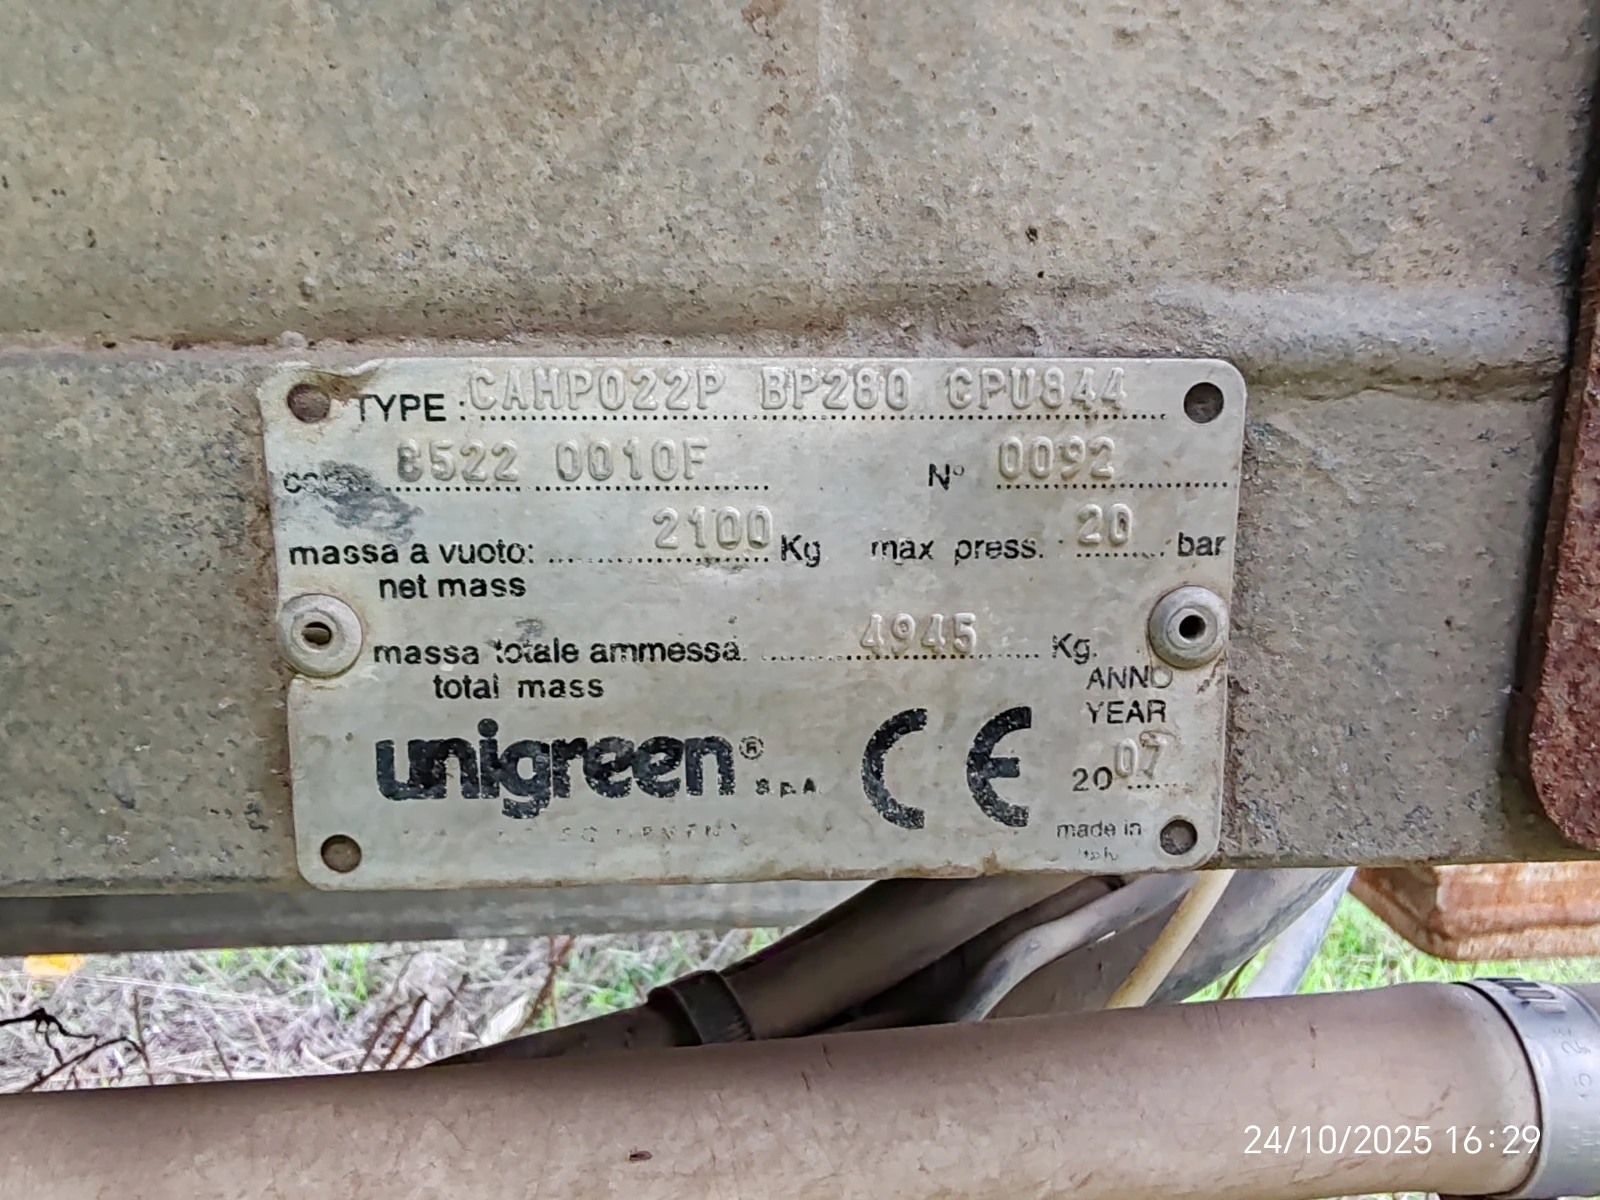 TYPE : CAHP022P BP280 CPU844
8522 0010F N° 0092
massa a vuoto: 2100 Kg max press. 20 bar
net mass
massa totale ammessa 4945 Kg.
total mass
ANNO
YEAR
unigreen® S.p.A. CE 2007
made in
Italy
24/10/2025 16:29